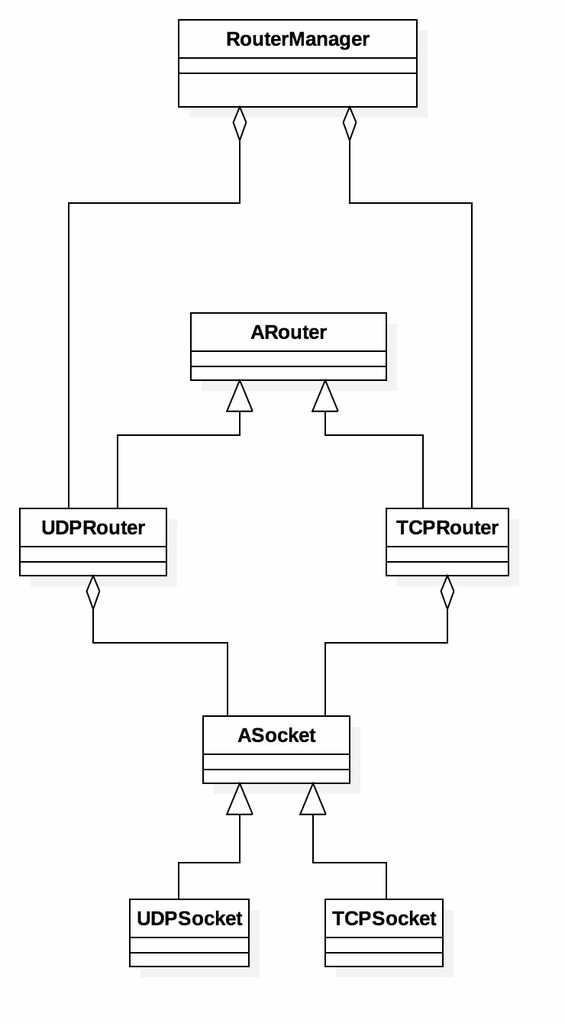 RouterManager
ARouter
UDPRouter
TCPRouter
ASocket
UDPSocket
TCPSocket